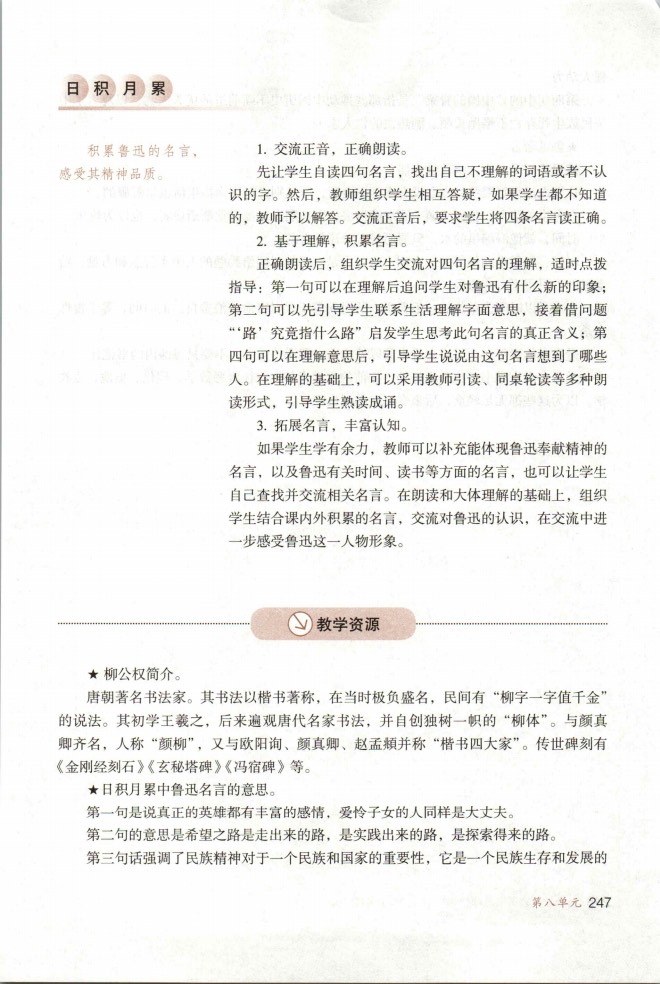 日积月累
积累鲁迅的名言，
感受其精神品质。
1. 交流正音，正确朗读。
先让学生自读四句名言，找出自己不理解的词语或者不认
识的字。然后，教师组织学生相互答疑，如果学生都不知道
的，教师予以解答。交流正音后，要求学生将四条名言读正确。
2. 基于理解，积累名言。
正确朗读后，组织学生交流对四句名言的理解，适时点拨
指导：第一句可以在理解后追问学生对鲁迅有什么新的印象；
第二句可以先引导学生联系生活理解字面意思，接着借问题
“‘路’究竟指什么路”启发学生思考此句名言的真正含义；第
四句可以在理解意思后，引导学生说说由这句名言想到了哪些
人。在理解的基础上，可以采用教师引读、同桌轮读等多种朗
读形式，引导学生熟读成诵。
3. 拓展名言，丰富认知。
如果学生学有余力，教师可以补充能体现鲁迅奉献精神的
名言，以及鲁迅有关时间、读书等方面的名言，也可以让学生
自己查找并交流相关名言。在朗读和大体理解的基础上，组织
学生结合课内外积累的名言，交流对鲁迅的认识，在交流中进
一步感受鲁迅这一人物形象。
教学资源
★ 柳公权简介。
唐朝著名书法家。其书法以楷书著称，在当时极负盛名，民间有“柳字一字值千金”
的说法。其初学王羲之，后来遍观唐代名家书法，并自创独树一帜的“柳体”。与颜真
卿齐名，人称“颜柳”，又与欧阳询、颜真卿、赵孟頫并称“楷书四大家”。传世碑刻有
《金刚经刻石》《玄秘塔碑》《冯宿碑》等。
★日积月累中鲁迅名言的意思。
第一句是说真正的英雄都有丰富的感情，爱怜子女的人同样是大丈夫。
第二句的意思是希望之路是走出来的路，是实践出来的路，是探索得来的路。
第三句话强调了民族精神对于一个民族和国家的重要性，它是一个民族生存和发展的
第八单元 247